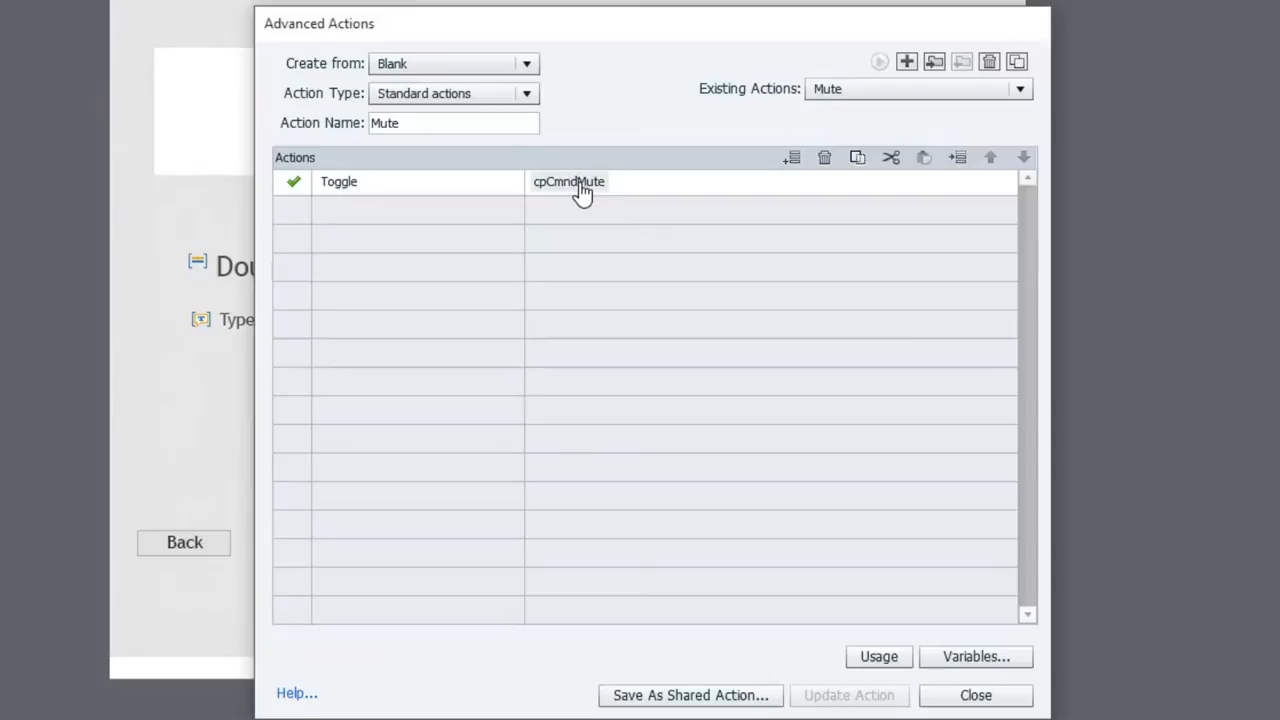 Advanced Actions
Create from: Blank
Action Type: Standard actions
Existing Actions: Mute
Action Name: Mute
Actions
Toggle cpCmndMute
Dou
Type
Back
Usage Variables...
Help... Save As Shared Action... Update Action Close